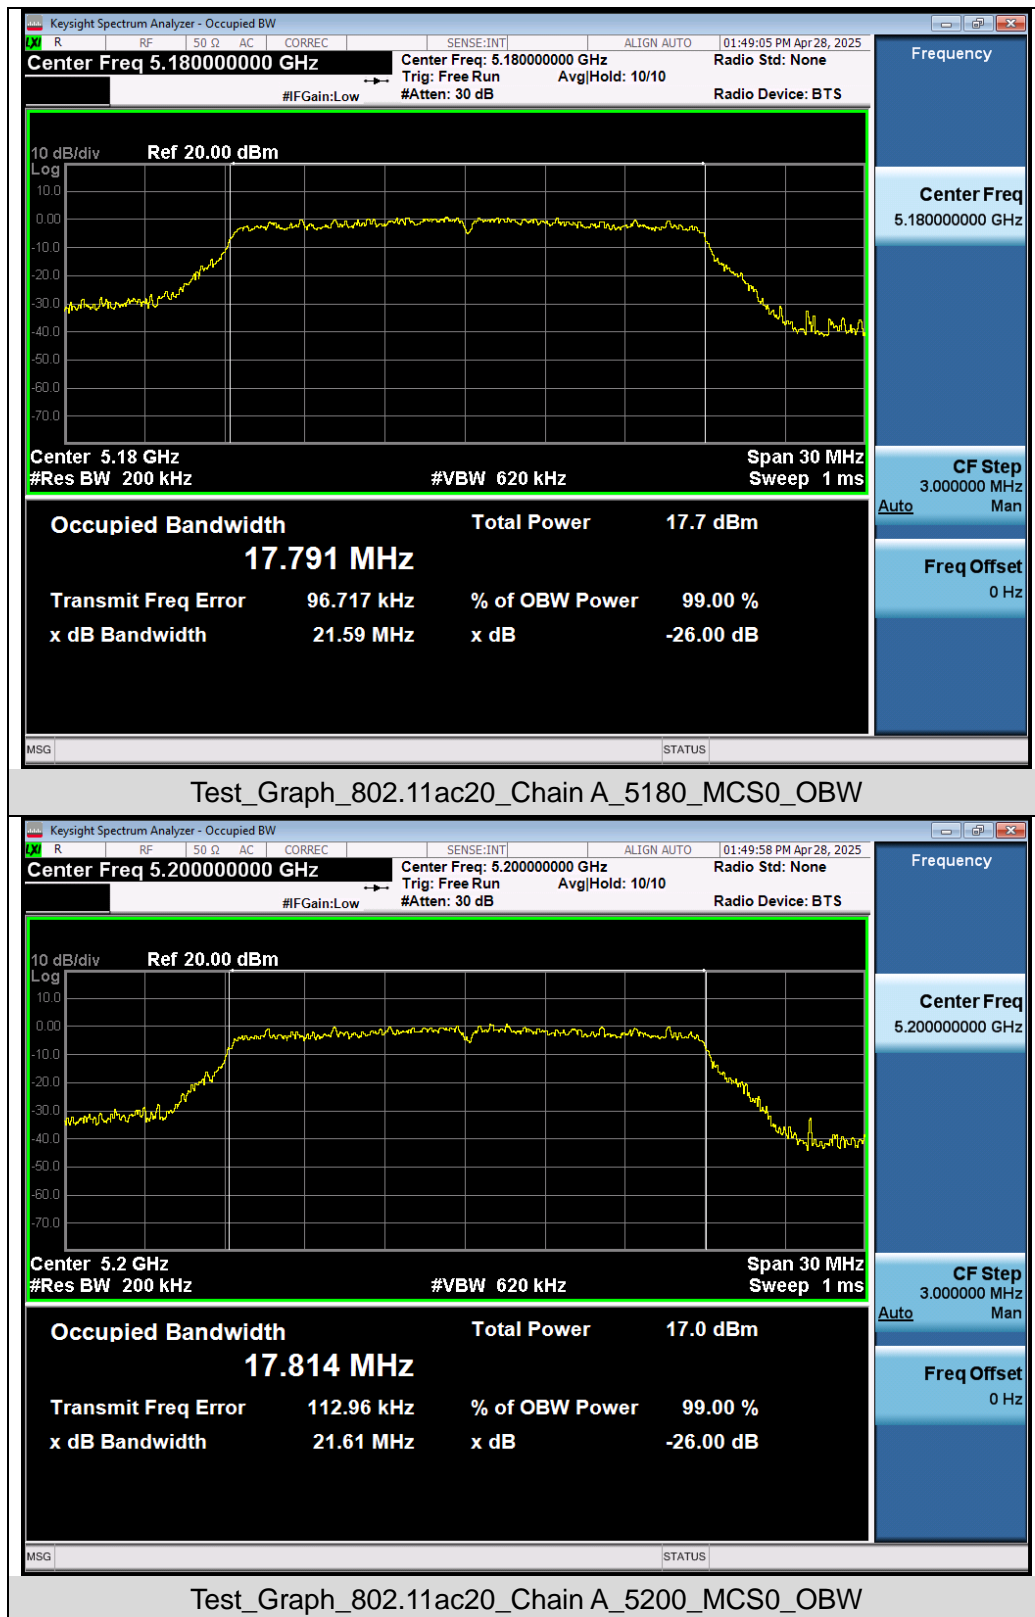 Keysight Spectrum Analyzer - Occupied BW
LXI R RF 50 Ω AC CORREC SENSE:INT ALIGN AUTO 01:49:05 PM Apr 28, 2025
Center Freq 5.180000000 GHz Center Freq: 5.180000000 GHz Radio Std: None
Trig: Free Run Avg|Hold: 10/10
#IFGain:Low #Atten: 30 dB Radio Device: BTS
Frequency
10 dB/div Ref 20.00 dBm
Log
10.0
0.00
-10.0
-20.0
-30.0
-40.0
-50.0
-60.0
-70.0
Center 5.18 GHz Span 30 MHz
#Res BW 200 kHz #VBW 620 kHz Sweep 1 ms
Center Freq
5.180000000 GHz
CF Step
3.000000 MHz
Auto Man
Freq Offset
0 Hz
Occupied Bandwidth Total Power 17.7 dBm
17.791 MHz
Transmit Freq Error 96.717 kHz % of OBW Power 99.00 %
x dB Bandwidth 21.59 MHz x dB -26.00 dB
MSG STATUS
Test_Graph_802.11ac20_Chain A_5180_MCS0_OBW
Keysight Spectrum Analyzer - Occupied BW
LXI R RF 50 Ω AC CORREC SENSE:INT ALIGN AUTO 01:49:58 PM Apr 28, 2025
Center Freq 5.200000000 GHz Center Freq: 5.200000000 GHz Radio Std: None
Trig: Free Run Avg|Hold: 10/10
#IFGain:Low #Atten: 30 dB Radio Device: BTS
Frequency
10 dB/div Ref 20.00 dBm
Log
10.0
0.00
-10.0
-20.0
-30.0
-40.0
-50.0
-60.0
-70.0
Center 5.2 GHz Span 30 MHz
#Res BW 200 kHz #VBW 620 kHz Sweep 1 ms
Center Freq
5.200000000 GHz
CF Step
3.000000 MHz
Auto Man
Freq Offset
0 Hz
Occupied Bandwidth Total Power 17.0 dBm
17.814 MHz
Transmit Freq Error 112.96 kHz % of OBW Power 99.00 %
x dB Bandwidth 21.61 MHz x dB -26.00 dB
MSG STATUS
Test_Graph_802.11ac20_Chain A_5200_MCS0_OBW